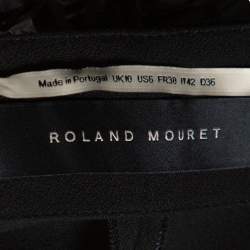 Made in Portugal UK10 US6 FR38 IT42 D36
ROLAND MOURET